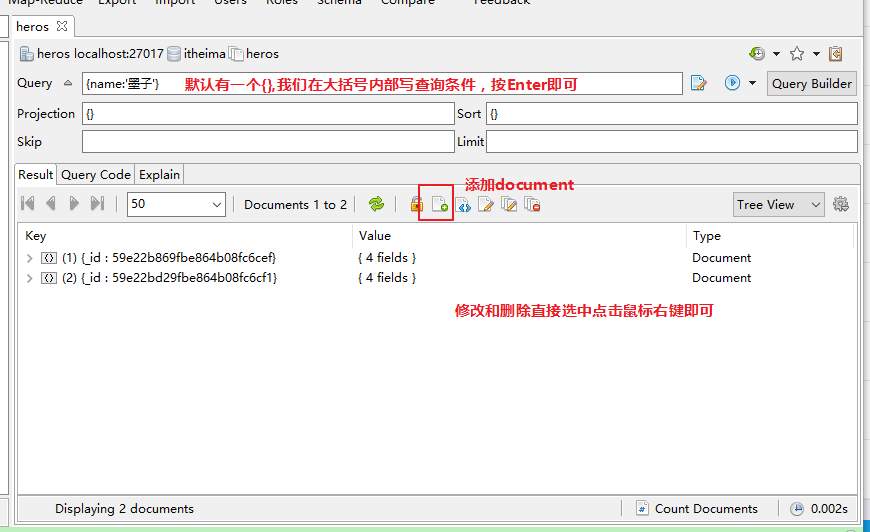 Map-Reduce Export Import Users Roles Schema Compare Feedback
heros
heros localhost:27017 itheima heros
Query {name:'墨子'} 默认有一个{},我们在大括号内部写查询条件，按Enter即可 Query Builder
Projection {} Sort {}
Skip Limit
Result Query Code Explain
添加document
50 Documents 1 to 2 Tree View
Key Value Type
(1) {_id : 59e22b869fbe864b08fc6cef} { 4 fields } Document
(2) {_id : 59e22bd29fbe864b08fc6cf1} { 4 fields } Document
修改和删除直接选中点击鼠标右键即可
Displaying 2 documents Count Documents 0.002s